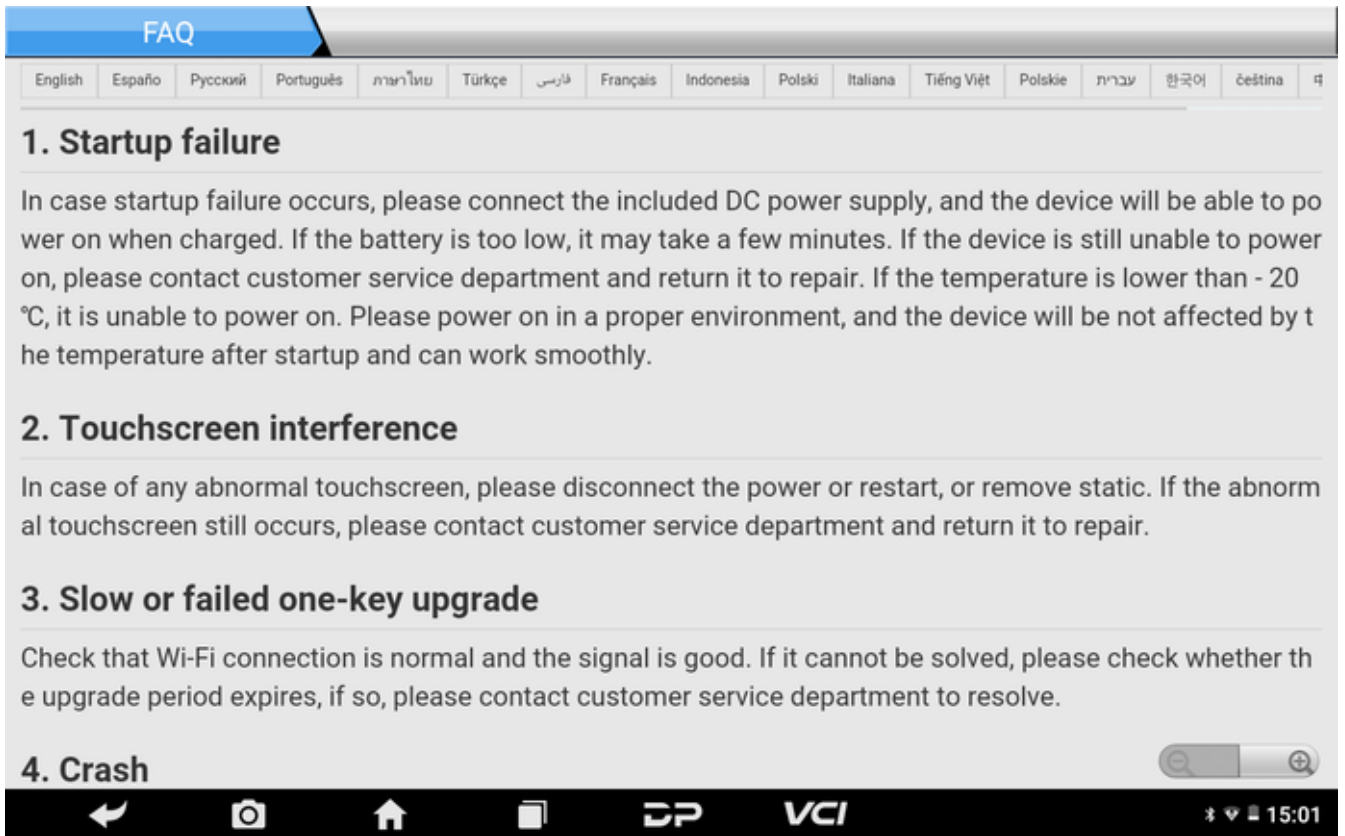 FAQ
English Españo Русский Português ภาษาไทย Türkçe فارسی Français Indonesia Polski Italiana Tiếng Việt Polskie עברית 한국어 čeština
1. Startup failure
In case startup failure occurs, please connect the included DC power supply, and the device will be able to po
wer on when charged. If the battery is too low, it may take a few minutes. If the device is still unable to power
on, please contact customer service department and return it to repair. If the temperature is lower than - 20
℃, it is unable to power on. Please power on in a proper environment, and the device will be not affected by t
he temperature after startup and can work smoothly.
2. Touchscreen interference
In case of any abnormal touchscreen, please disconnect the power or restart, or remove static. If the abnorm
al touchscreen still occurs, please contact customer service department and return it to repair.
3. Slow or failed one-key upgrade
Check that Wi-Fi connection is normal and the signal is good. If it cannot be solved, please check whether th
e upgrade period expires, if so, please contact customer service department to resolve.
4. Crash
DP VCI 15:01